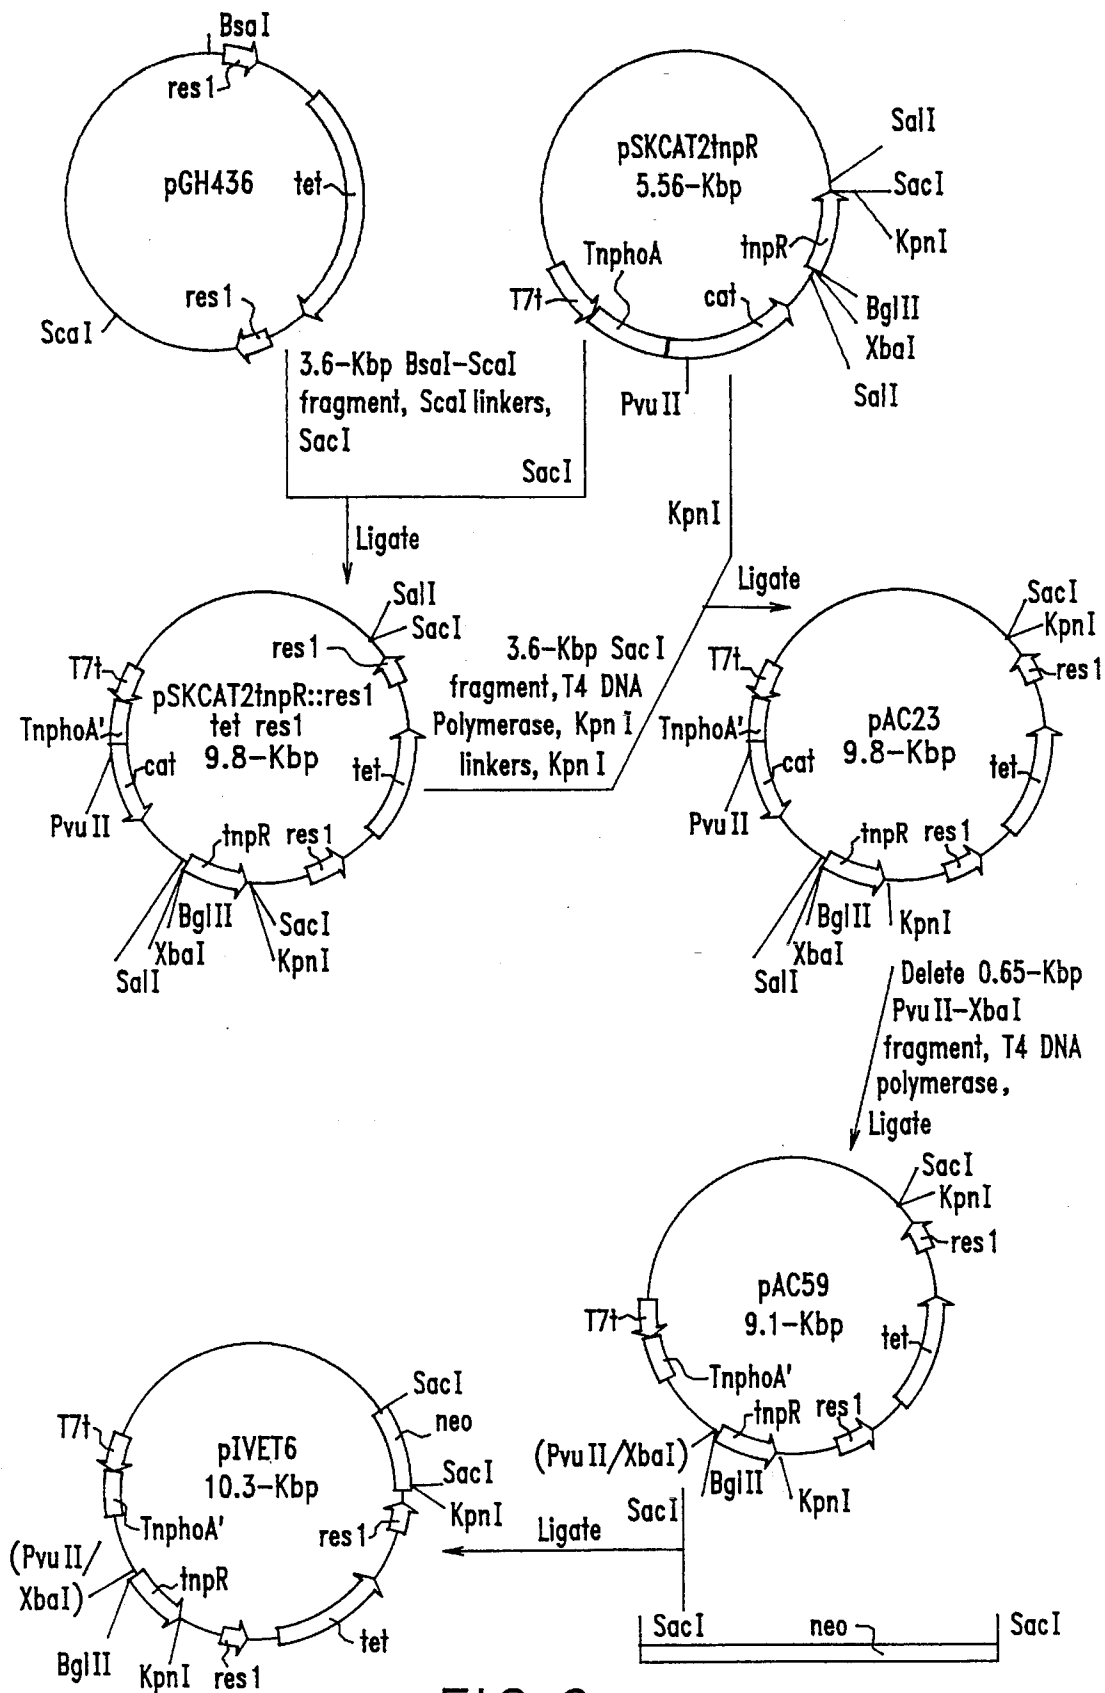 BsaI
res1
pGH436
tet
res1
ScaI
pSKCAT2tnpR
5.56-Kbp
SalI
SacI
KpnI
tnpR
TnphoA
T7t
cat
BglII
XbaI
SalI
PvuII
3.6-Kbp BsaI-ScaI
fragment, ScaI linkers,
SacI
SacI
KpnI
Ligate
Ligate
SalI
SacI
res1
T7t
pSKCAT2tnpR::res1
tet res1
9.8-Kbp
TnphoA'
cat
tet
PvuII
tnpR
res1
BglII
SacI
XbaI
KpnI
SalI
3.6-Kbp SacI
fragment, T4 DNA
Polymerase, KpnI
linkers, KpnI
SacI
KpnI
res1
T7t
TnphoA'
pAC23
9.8-Kbp
cat
tet
PvuII
tnpR
res1
BglII
KpnI
XbaI
SalI
Delete 0.65-Kbp
PvuII-XbaI
fragment, T4 DNA
polymerase,
Ligate
SacI
KpnI
res1
pAC59
9.1-Kbp
T7t
tet
TnphoA'
tnpR
res1
(PvuII/XbaI)
BglII
KpnI
SacI
Ligate
SacI
neo
SacI
SacI
neo
T7t
pIVET6
10.3-Kbp
SacI
KpnI
TnphoA'
res1
(PvuII/
XbaI)
tnpR
BglII
KpnI
res1
tet